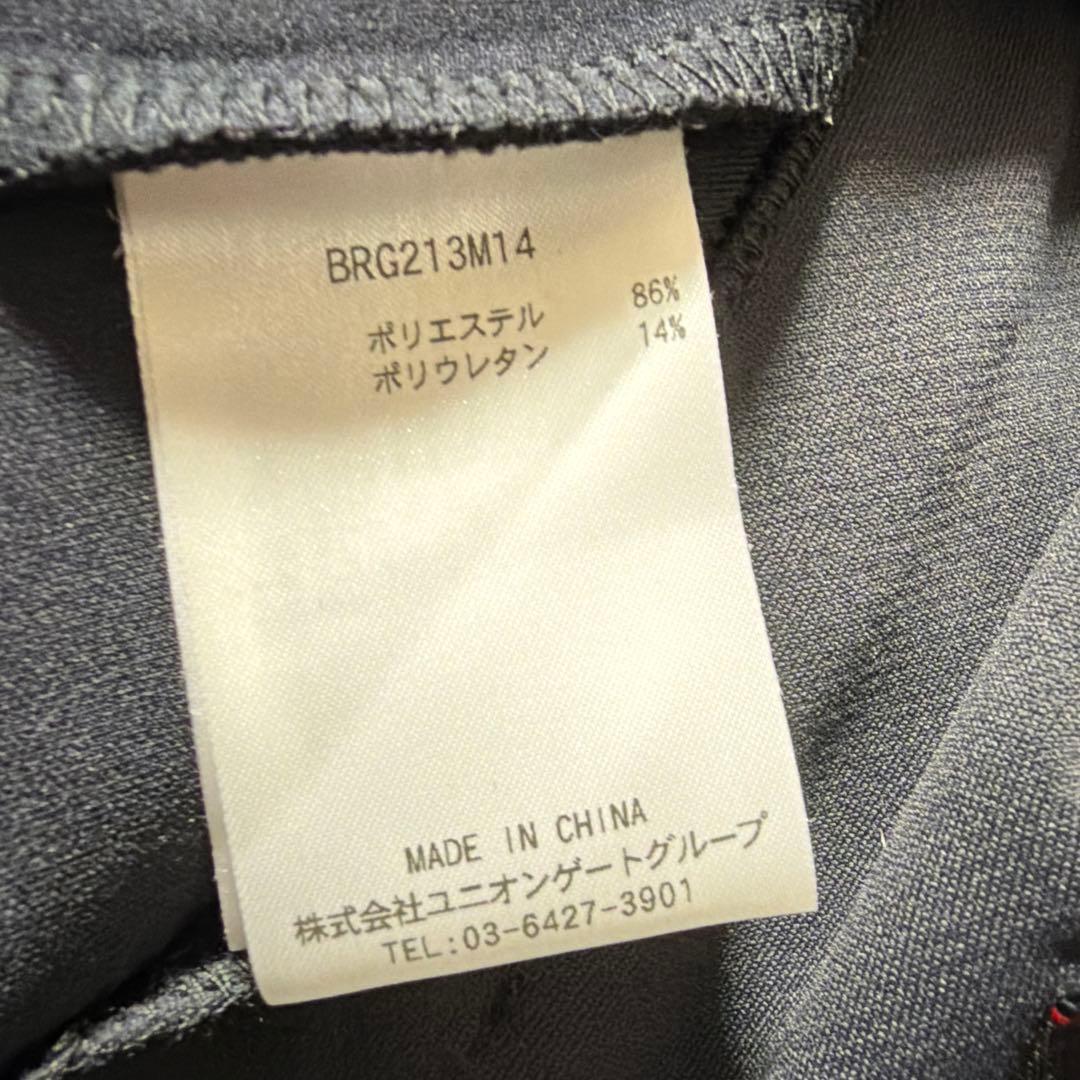 BRG213M14
ポリエステル 86%
ポリウレタン 14%
MADE IN CHINA
株式会社ユニオンゲートグループ
TEL:03-6427-3901